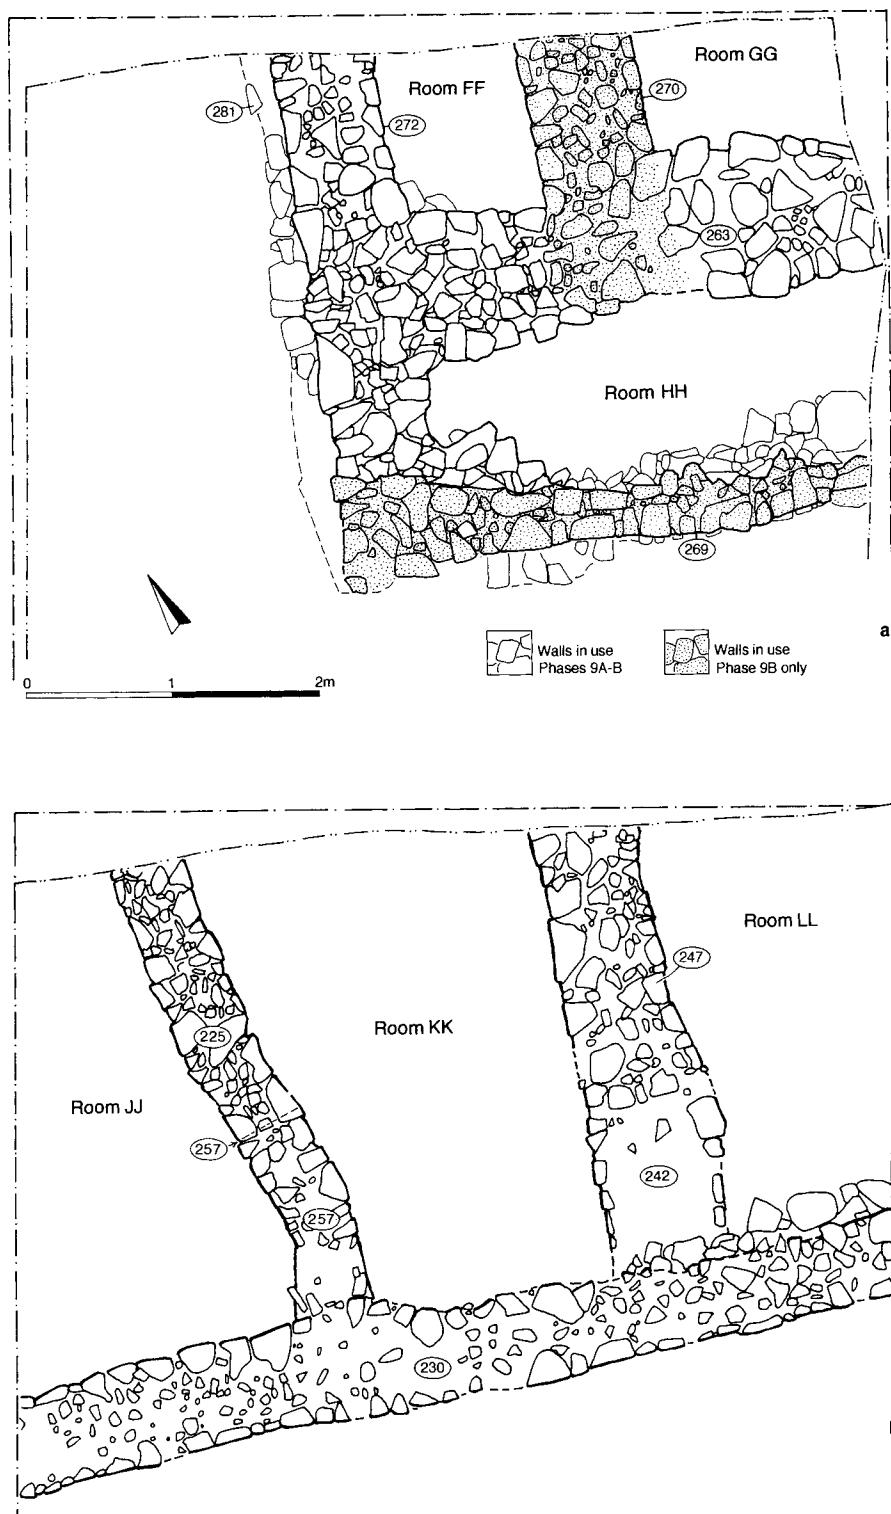 Room GG
Room FF
281
272
270
263
Room HH
269
a
Walls in use
Phases 9A-B
Walls in use
Phase 9B only
0 1 2m
Room LL
247
Room KK
225
Room JJ
257
242
257
230